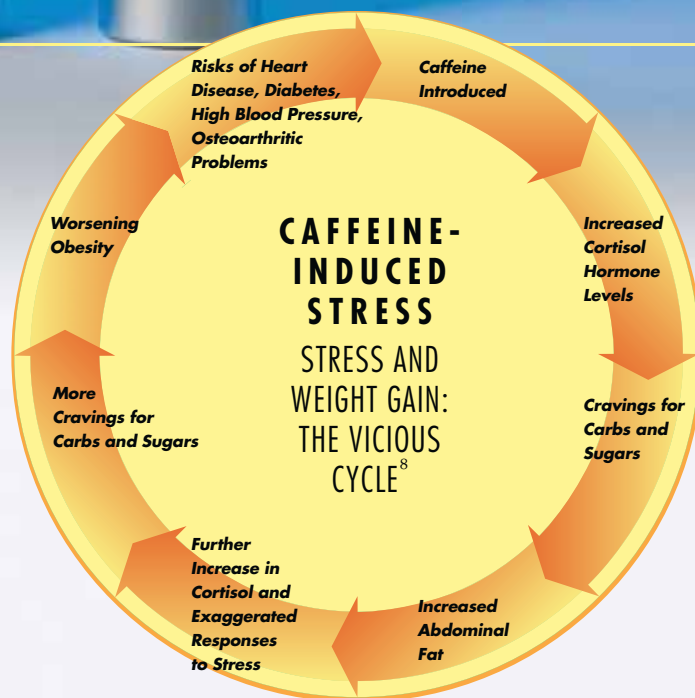 CAFFEINE-
INDUCED
STRESS
STRESS AND
WEIGHT GAIN:
THE VICIOUS
CYCLE8
Caffeine
Introduced
Increased
Cortisol
Hormone
Levels
Cravings for
Carbs and
Sugars
Increased
Abdominal
Fat
Further
Increase in
Cortisol and
Exaggerated
Responses
to Stress
More
Cravings for
Carbs and Sugars
Worsening
Obesity
Risks of Heart
Disease, Diabetes,
High Blood Pressure,
Osteoarthritic
Problems